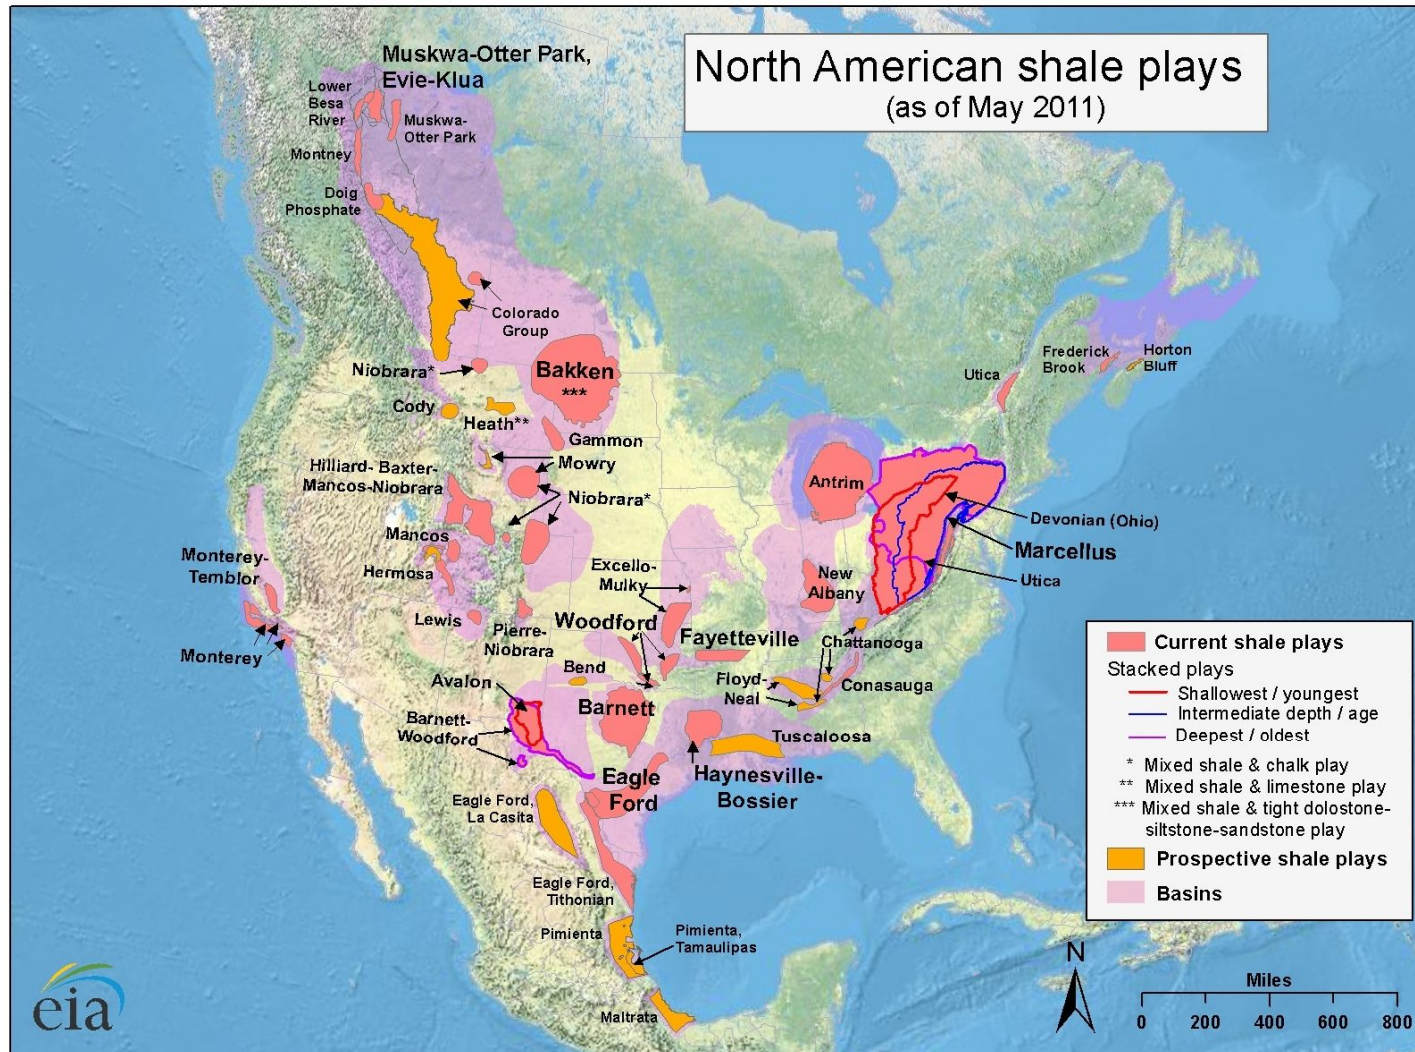 North American shale plays
(as of May 2011)
Muskwa-Otter Park,
Evie-Klua
Lower
Besa
River
Muskwa-
Otter Park
Montney
Doig
Phosphate
Colorado
Group
Niobrara*
Bakken
***
Cody
Heath**
Gammon
Mowry
Hilliard- Baxter-
Mancos-Niobrara
Niobrara*
Mancos
Hermosa
Monterey-
Temblor
Monterey
Lewis
Pierre-
Niobrara
Excello-
Mulky
Woodford
Fayetteville
Bend
Avalon
Barnett-
Woodford
Barnett
Eagle
Ford
Haynesville-
Bossier
Tuscaloosa
Floyd-
Neal
Conasauga
Chattanooga
New
Albany
Antrim
Devonian (Ohio)
Marcellus
Utica
Utica
Frederick
Brook
Horton
Bluff
Eagle Ford,
La Casita
Eagle Ford,
Tithonian
Pimienta
Pimienta,
Tamaulipas
Maltrata
Current shale plays
Stacked plays
Shallowest / youngest
Intermediate depth / age
Deepest / oldest
* Mixed shale & chalk play
** Mixed shale & limestone play
*** Mixed shale & tight dolostone-
siltstone-sandstone play
Prospective shale plays
Basins
N
Miles
0 200 400 600 800
eia